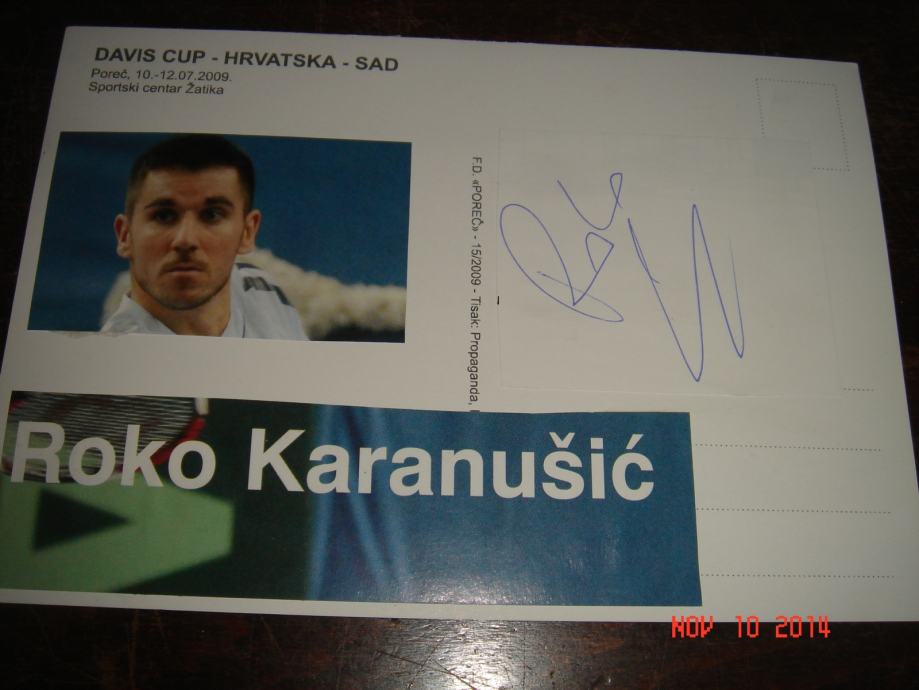 DAVIS CUP - HRVATSKA - SAD
Poreč, 10.-12.07.2009.
Sportski centar Žatika
F.D. «POREČ» - 15/2009 - Tisak: Propaganda,
Roko Karanušić
NOV 10 2014